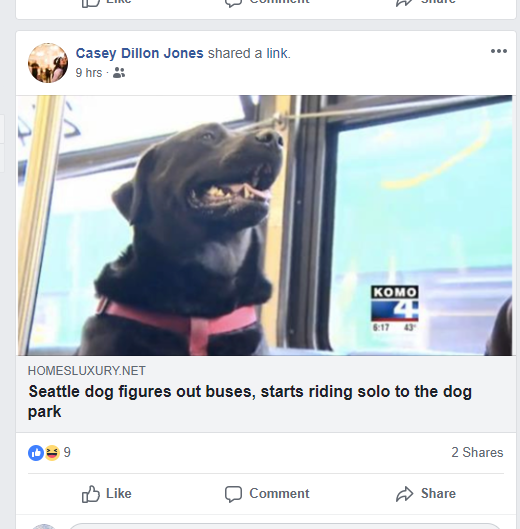 Like Comment Share
Casey Dillon Jones shared a link.
9 hrs ·
KOMO
4
6:17 43°
HOMESLUXURY.NET
Seattle dog figures out buses, starts riding solo to the dog
park
9 2 Shares
Like Comment Share